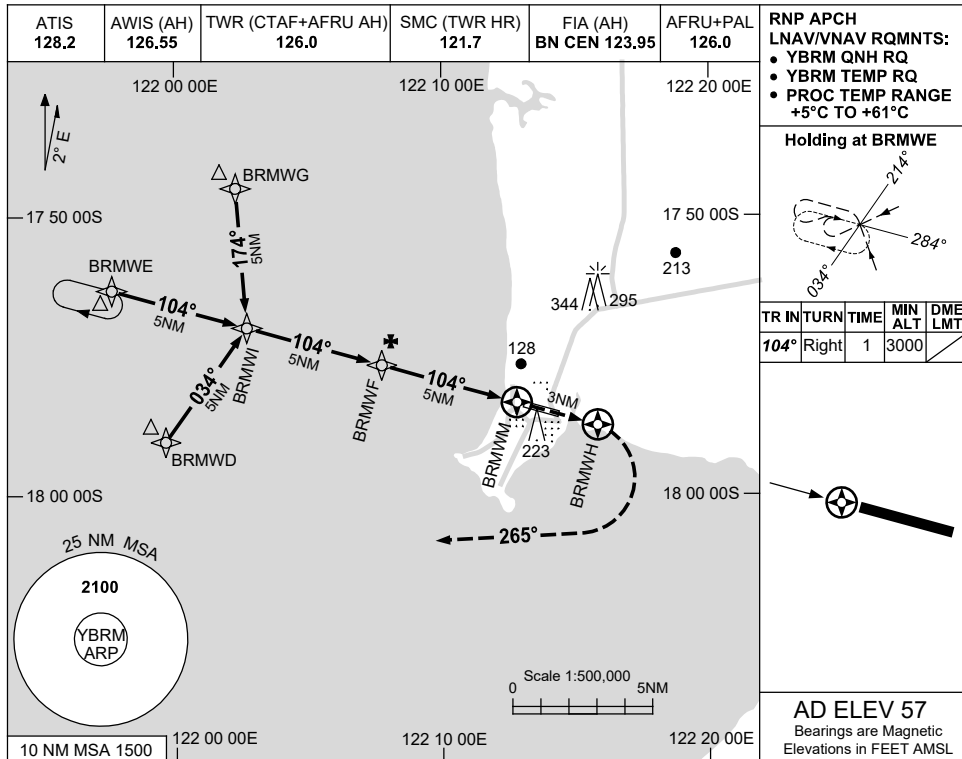 ATIS
128.2
AWIS (AH)
126.55
TWR (CTAF+AFRU AH)
126.0
SMC (TWR HR)
121.7
FIA (AH)
BN CEN 123.95
AFRU+PAL
126.0
RNP APCH
LNAV/VNAV RQMNTS:
• YBRM QNH RQ
• YBRM TEMP RQ
• PROC TEMP RANGE
+5°C TO +61°C
122 00 00E
122 10 00E
122 20 00E
2° E
BRMWG
17 50 00S
17 50 00S
174°
5NM
BRMWE
104°
5NM
BRMWI
104°
5NM
BRMWF
104°
5NM
034°
5NM
BRMWD
213
344
295
128
3NM
BRMWM
223
BRMWH
18 00 00S
18 00 00S
265°
25 NM MSA
2100
YBRM
ARP
Scale 1:500,000
0
5NM
10 NM MSA 1500
122 00 00E
122 10 00E
122 20 00E
Holding at BRMWE
214°
284°
034°
TR IN
TURN
TIME
MIN
ALT
DME
LMT
104°
Right
1
3000
AD ELEV 57
Bearings are Magnetic
Elevations in FEET AMSL